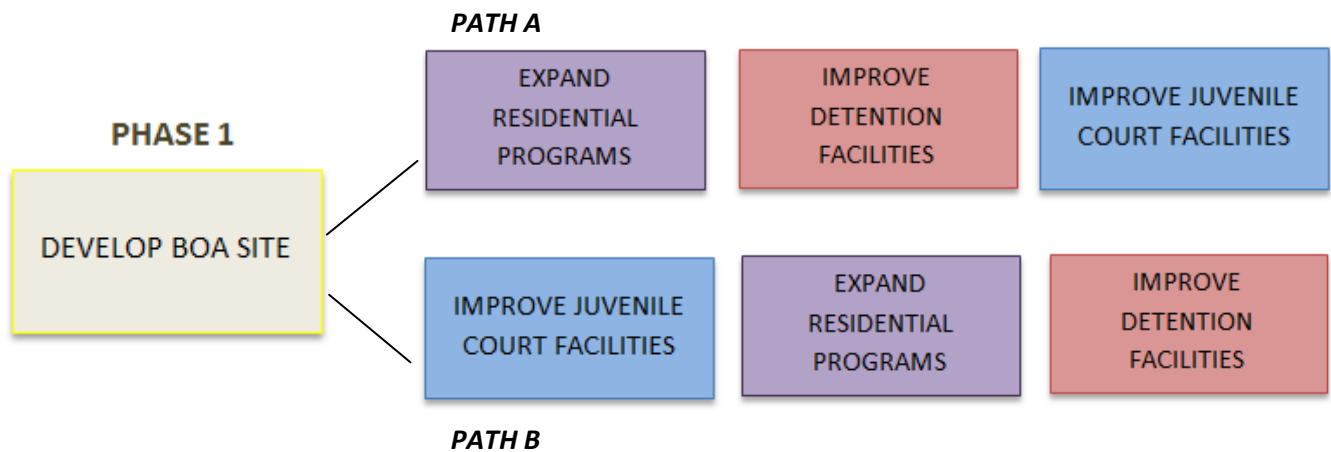 PHASE 1
DEVELOP BOA SITE
PATH A
EXPAND
RESIDENTIAL
PROGRAMS
IMPROVE
DETENTION
FACILITIES
IMPROVE JUVENILE
COURT FACILITIES
IMPROVE JUVENILE
COURT FACILITIES
EXPAND
RESIDENTIAL
PROGRAMS
IMPROVE
DETENTION
FACILITIES
PATH B